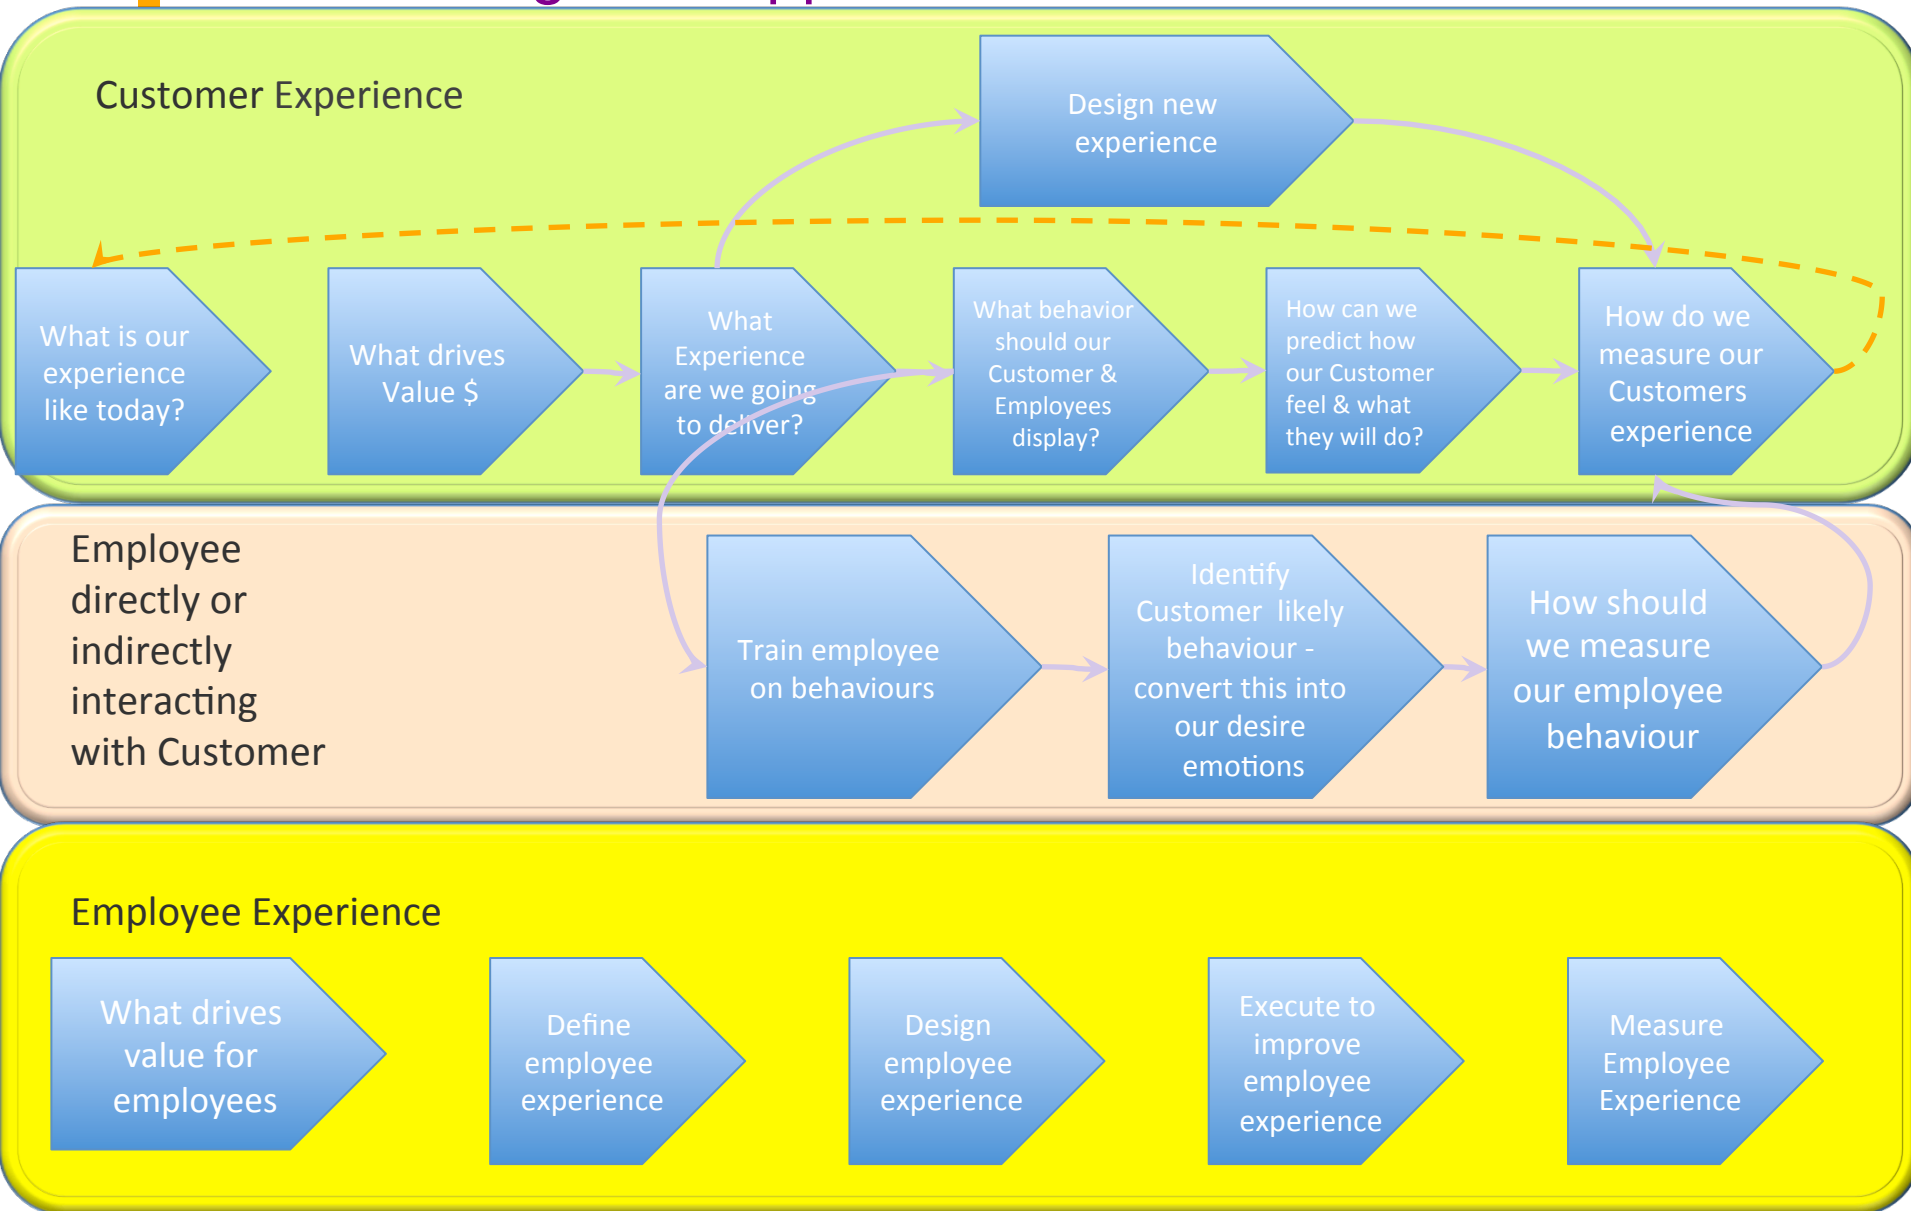 Customer Experience
Design new
experience
What is our
experience
like today?
What drives
Value $
What
Experience
are we going
to deliver?
What behavior
should our
Customer &
Employees
display?
How can we
predict how
our Customer
feel & what
they will do?
How do we
measure our
Customers
experience
Employee
directly or
indirectly
interacting
with Customer
Train employee
on behaviours
Identify
Customer likely
behaviour -
convert this into
our desire
emotions
How should
we measure
our employee
behaviour
Employee Experience
What drives
value for
employees
Define
employee
experience
Design
employee
experience
Execute to
improve
employee
experience
Measure
Employee
Experience